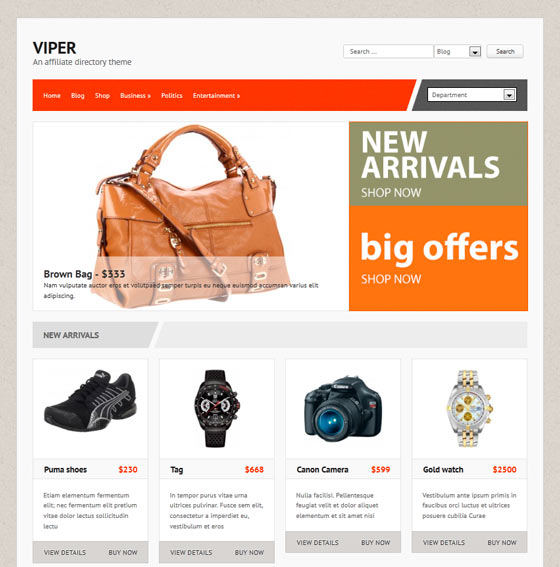 VIPER
An affiliate directory theme
Search ... Blog Search
Home Blog Shop Business » Politics Entertainment » Department
NEW
ARRIVALS
SHOP NOW
big offers
SHOP NOW
Brown Bag - $333
Nam vulputate auctor eros et volutpaed semper turpis eu neque euismod accumsan varius elit
adipiscing.
NEW ARRIVALS
Puma shoes $230
Etiam elementum fermentum
elit; nec fermentum elit pretium
vitae dolor lectus sollicitudin
lectu
VIEW DETAILS BUY NOW
Tag $668
In tempor purus vitae urna
ultrices pulvinar. Fusce sem elit,
consectetur a imperdiet eu,
vestibulum et eros
VIEW DETAILS BUY NOW
Canon Camera $599
Nulla facilisi. Pellentesque
feugiat velit et dolor aliquet
elementum et sit amet nisi
VIEW DETAILS BUY NOW
Gold watch $2500
Vestibulum ante ipsum primis in
faucibus orci luctus et ultrices
posuere cubilia Curae
VIEW DETAILS BUY NOW